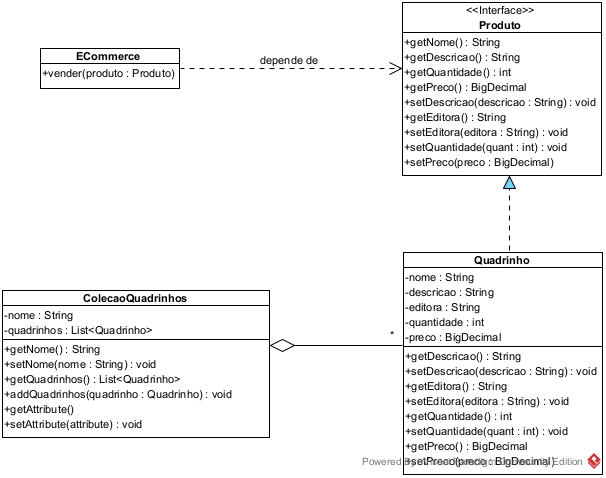 <<Interface>>
Produto
+getNome() : String
+getDescricao() : String
+getQuantidade() : int
+getPreco() : BigDecimal
+setDescricao(descricao : String) : void
+getEditora() : String
+setEditora(editora : String) : void
+setQuantidade(quant : int) : void
+setPreco(preco : BigDecimal)
ECommerce
+vender(produto : Produto)
depende de
Quadrinho
-nome : String
-descricao : String
-editora : String
-quantidade : int
-preco : BigDecimal
+getDescricao() : String
+setDescricao(descricao : String) : void
+getEditora() : String
+setEditora(editora : String) : void
+getQuantidade() : int
+setQuantidade(quant : int) : void
+getPreco() : BigDecimal
+setPreco(preco : BigDecimal)
ColecaoQuadrinhos
-nome : String
-quadrinhos : List<Quadrinho>
+getNome() : String
+setNome(nome : String) : void
+getQuadrinhos() : List<Quadrinho>
+addQuadrinhos(quadrinho : Quadrinho) : void
+getAttribute()
+setAttribute(attribute) : void
*
Powered By Edition